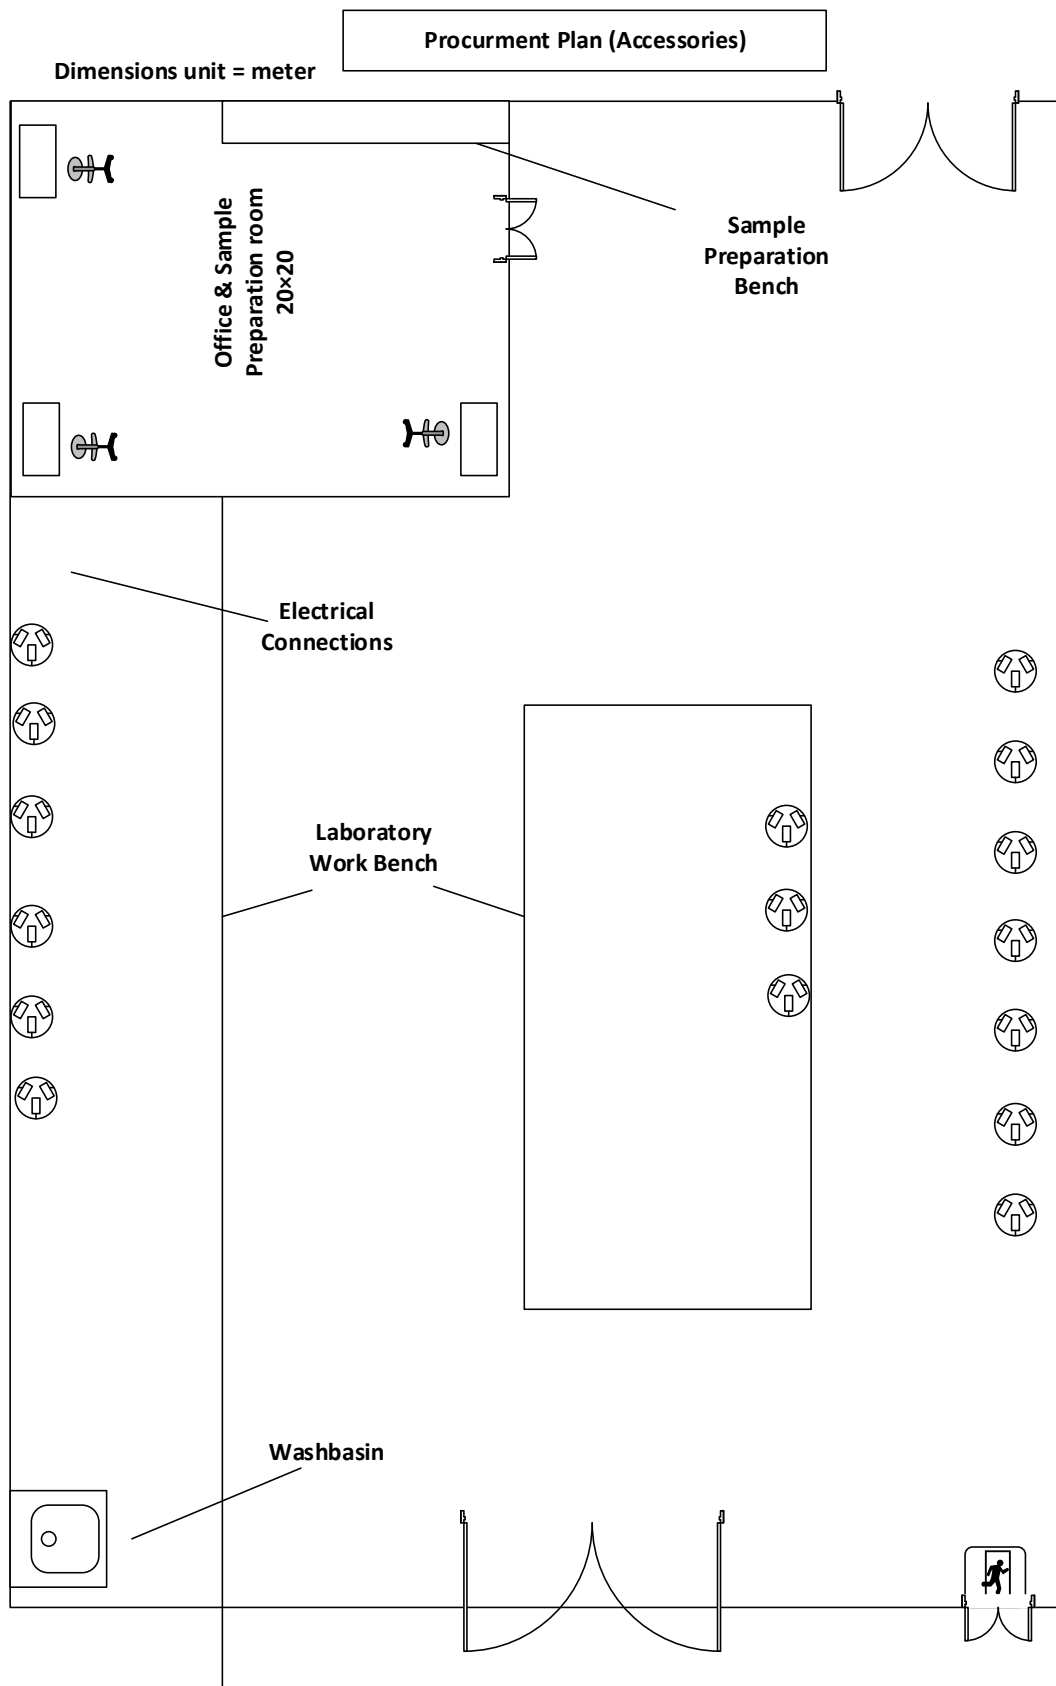 Procurment Plan (Accessories)
Dimensions unit = meter
Office & Sample
Preparation room
20×20
Sample
Preparation
Bench
Electrical
Connections
Laboratory
Work Bench
Washbasin